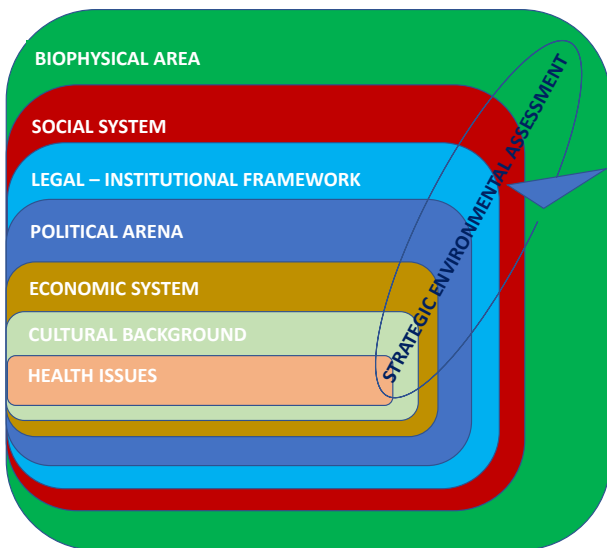 BIOPHYSICAL AREA
SOCIAL SYSTEM
LEGAL – INSTITUTIONAL FRAMEWORK
POLITICAL ARENA
ECONOMIC SYSTEM
CULTURAL BACKGROUND
HEALTH ISSUES
STRATEGIC ENVIRONMENTAL ASSESSMENT